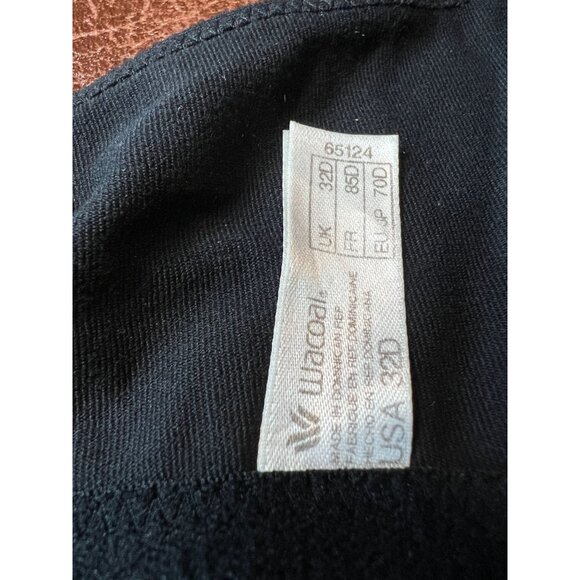 65124
UK 32D
FR 85D
EU JP 70D
wacoal®
MADE IN DOMINICAN REP
FABRIQUE EN REP. DOMINICAINE
HECHO EN REP. DOMINICANA
USA 32D